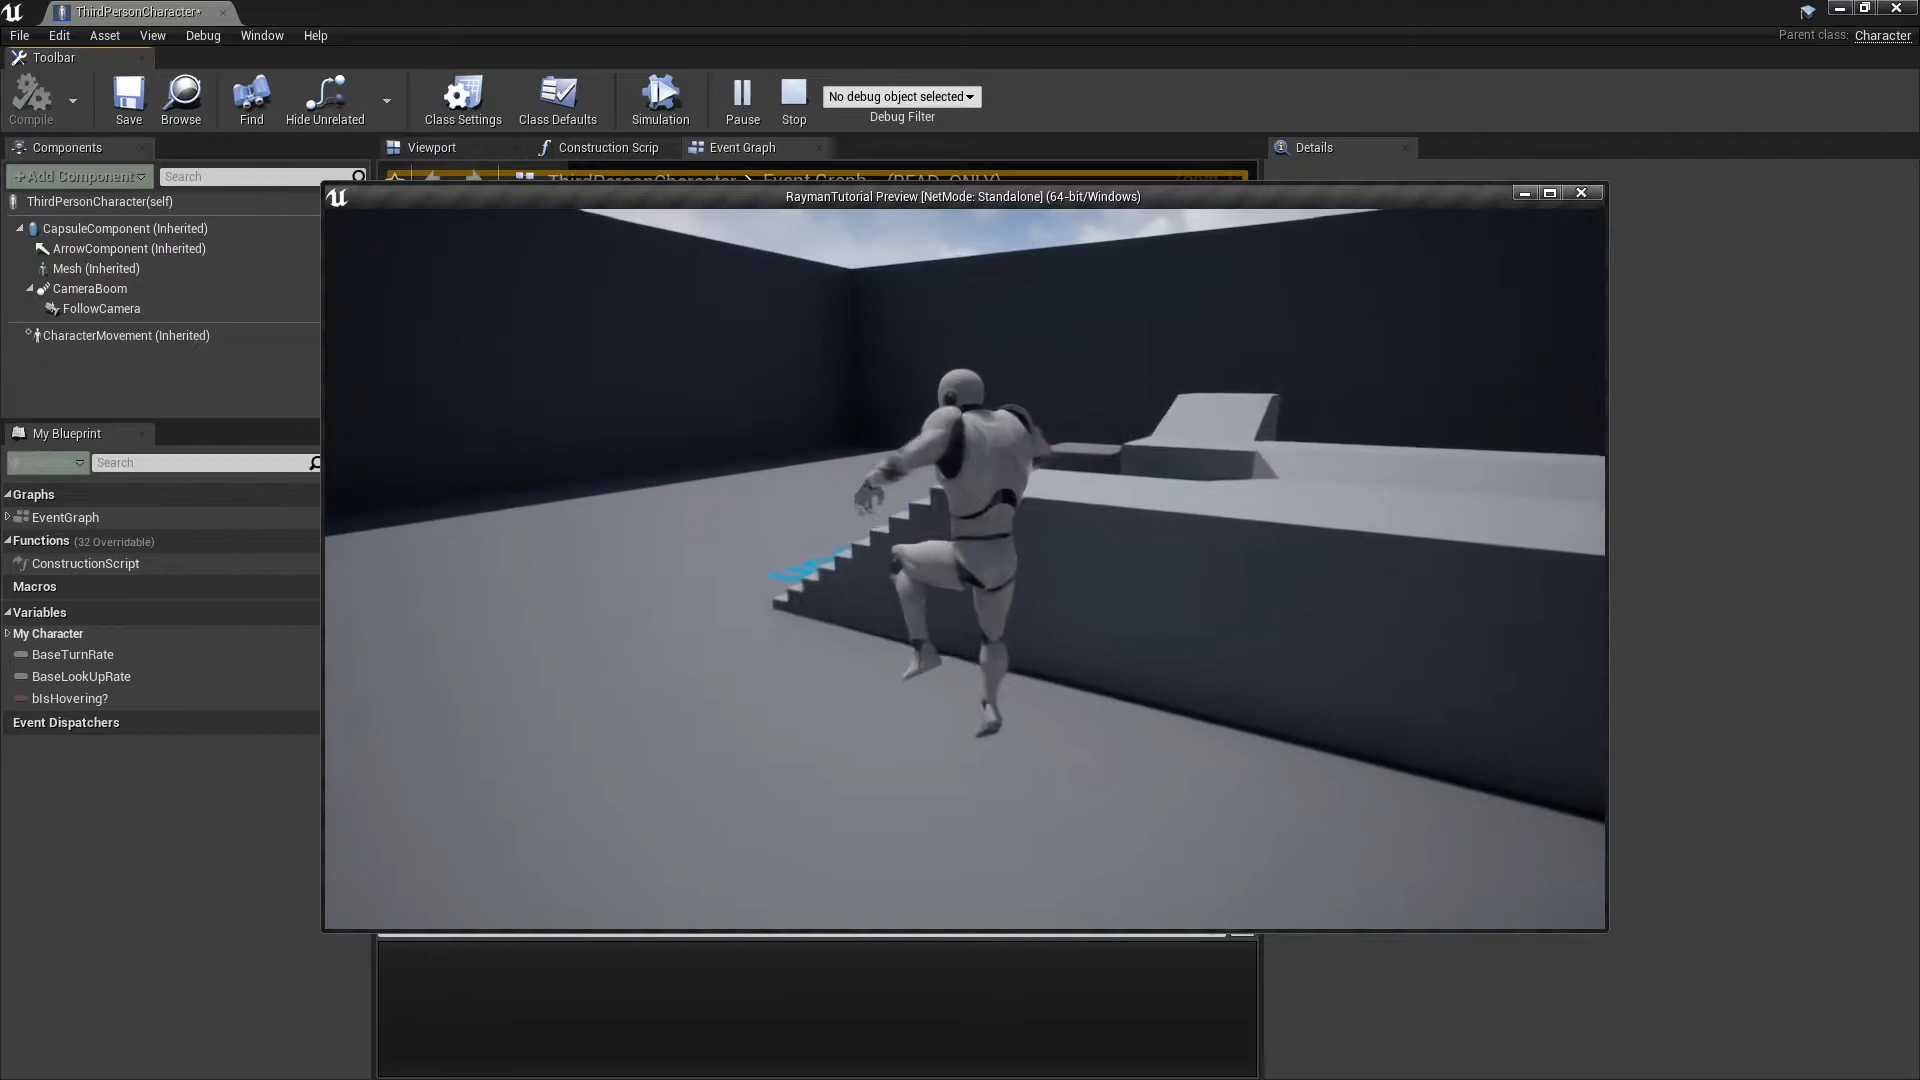 ThirdPersonCharacter*
File Edit Asset View Debug Window Help
Parent class: Character
Toolbar
Compile Save Browse Find Hide Unrelated Class Settings Class Defaults Simulation Pause Stop
No debug object selected
Debug Filter
Components
Viewport
Construction Scrip
Event Graph
Details
+Add Component
Search
ThirdPersonCharacter > Event Graph (READ_ONLY)
RaymanTutorial Preview [NetMode: Standalone] (64-bit/Windows)
ThirdPersonCharacter(self)
CapsuleComponent (Inherited)
ArrowComponent (Inherited)
Mesh (Inherited)
CameraBoom
FollowCamera
CharacterMovement (Inherited)
My Blueprint
Search
Graphs
EventGraph
Functions (32 Overridable)
ConstructionScript
Macros
Variables
My Character
BaseTurnRate
BaseLookUpRate
bIsHovering?
Event Dispatchers